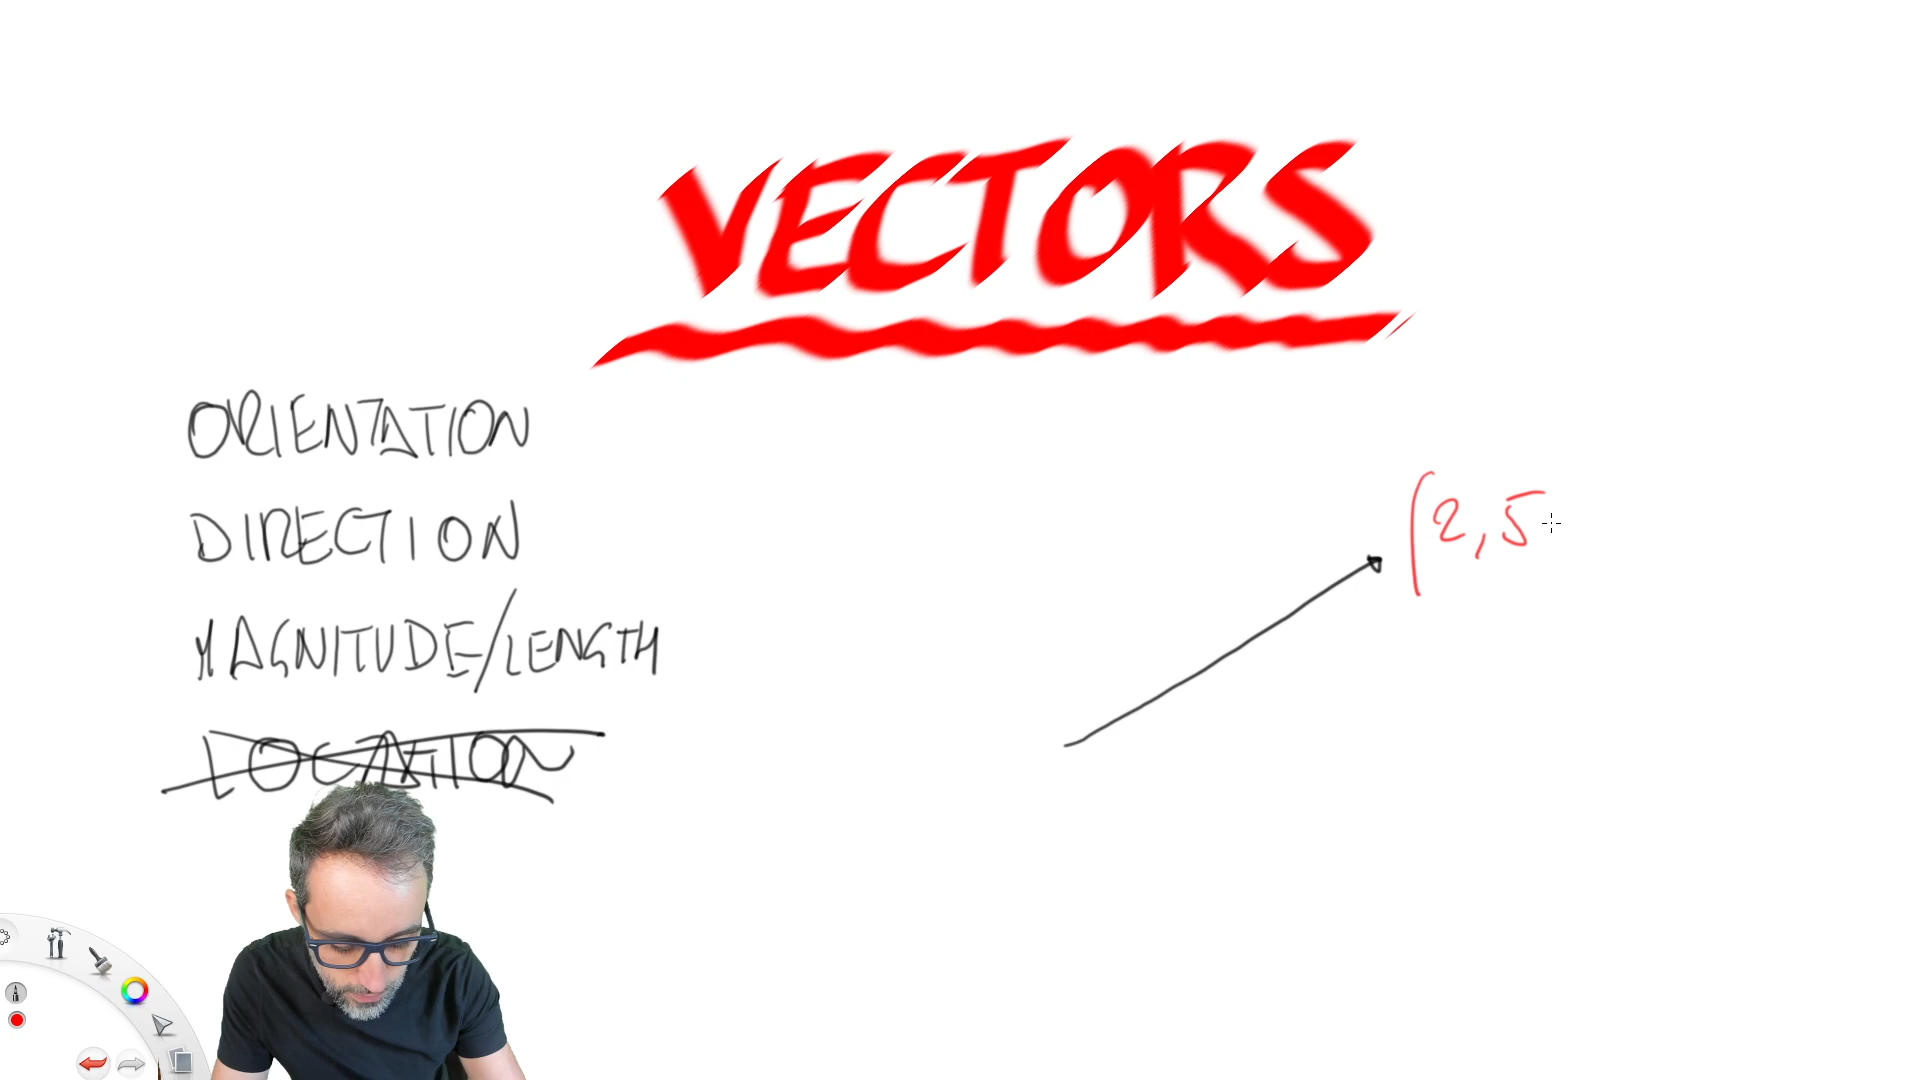 VECTORS
ORIENTATION
DIRECTION
MAGNITUDE/LENGTH
LOCATION
(2,5